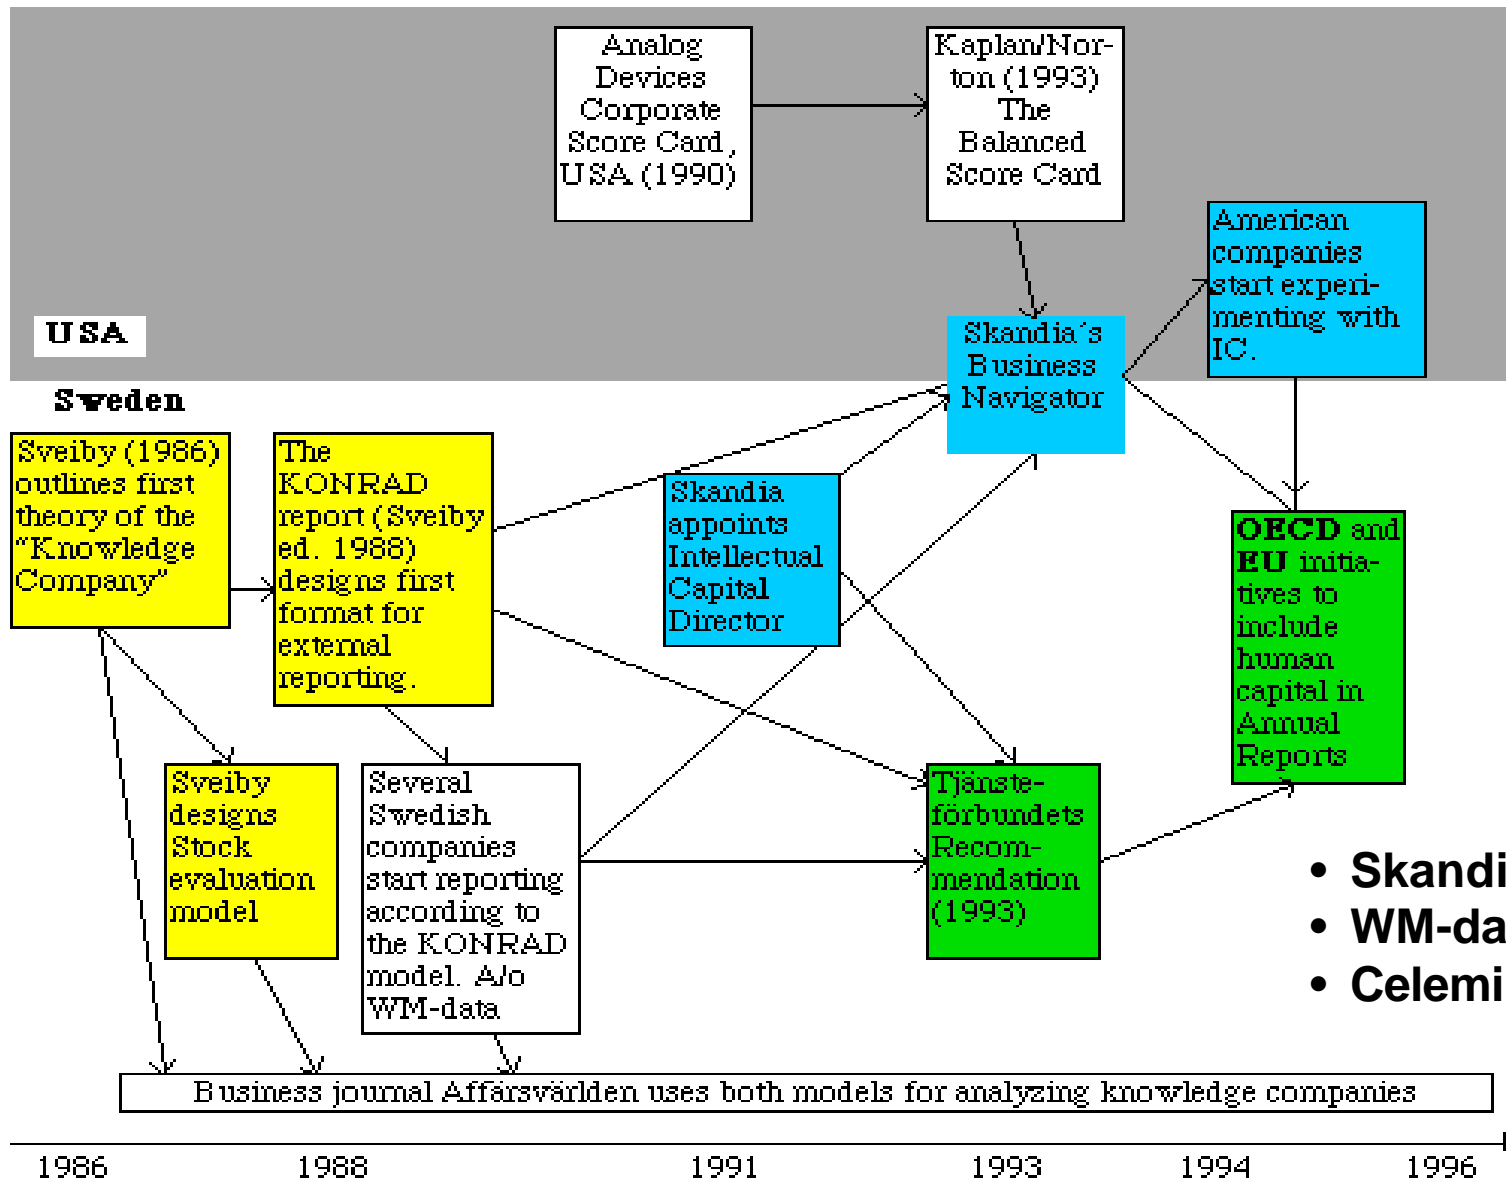 Analog
Devices
Corporate
Score Card,
USA (1990)
Kaplan/Nor-
ton (1993)
The
Balanced
Score Card
American
companies
start experi-
menting with
IC.
USA
Skandia´s
Business
Navigator
Sweden
Sveiby (1986)
outlines first
theory of the
“Knowledge
Company”
The
KONRAD
report (Sveiby
ed. 1988)
designs first
format for
external
reporting.
Skandia
appoints
Intellectual
Capital
Director
OECD and
EU initia-
tives to
include
human
capital in
Annual
Reports
Sveiby
designs
Stock
evaluation
model
Several
Swedish
companies
start reporting
according to
the KONRAD
model. A/o
WM-data
Tjänste-
förbundets
Recom-
mendation
(1993)
• Skandi
• WM-da
• Celemi
Business journal Affärsvärlden uses both models for analyzing knowledge companies
1986 1988 1991 1993 1994 1996